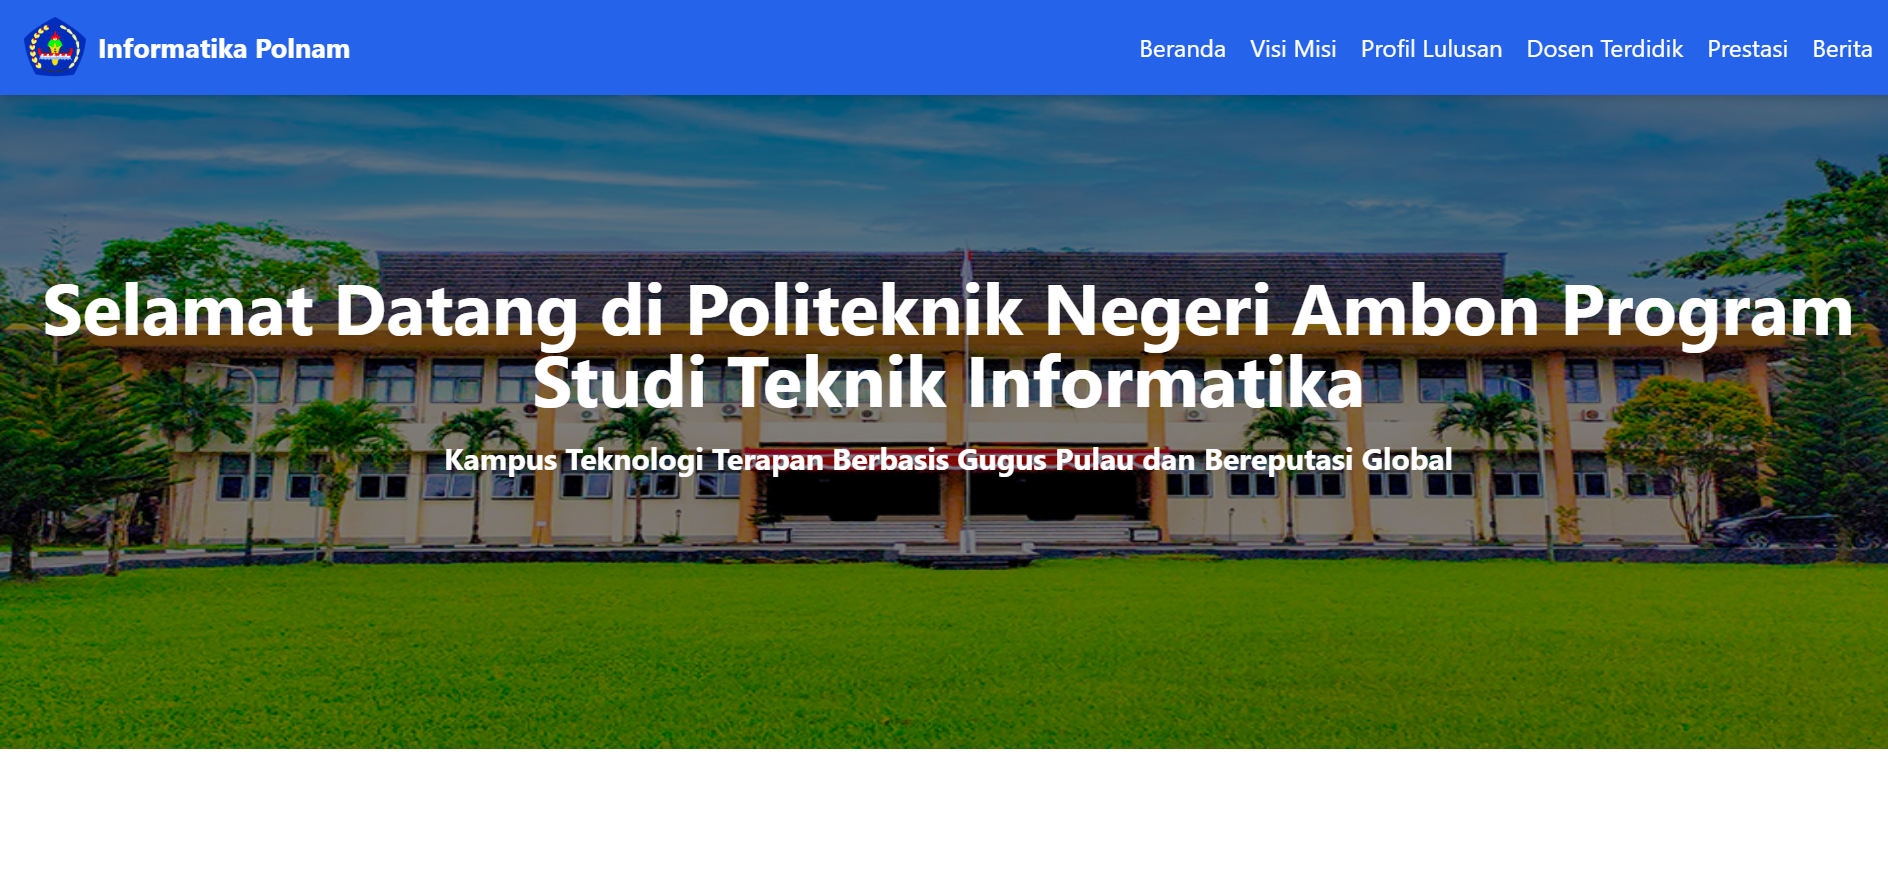 Informatika Polnam
Beranda Visi Misi Profil Lulusan Dosen Terdidik Prestasi Berita
Selamat Datang di Politeknik Negeri Ambon Program
Studi Teknik Informatika
Kampus Teknologi Terapan Berbasis Gugus Pulau dan Bereputasi Global